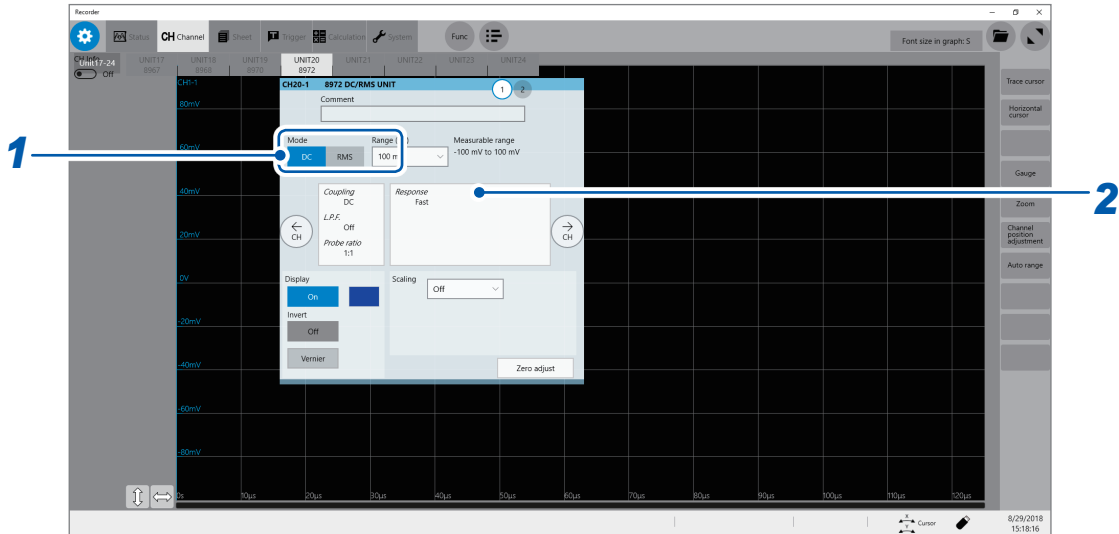 Recorder
Status
CH Channel
Sheet
Trigger
Calculation
System
Func
Font size in graph: S
Unit17-24
Off
UNIT17
8967
UNIT18
8968
UNIT19
8970
UNIT20
8972
UNIT21
UNIT22
UNIT23
UNIT24
CH1-1
80mV
60mV
40mV
20mV
0V
-20mV
-40mV
-60mV
-80mV
CH20-1 8972 DC/RMS UNIT
1 2
Comment
Mode
DC RMS
Range (
)
100 m
Measurable range
-100 mV to 100 mV
Coupling
DC
L.P.F.
Off
Probe ratio
1:1
Response
Fast
CH
CH
Display
On
Invert
Off
Vernier
Scaling
Off
Zero adjust
1
2
Trace cursor
Horizontal
cursor
Gauge
Zoom
Channel
position
adjustment
Auto range
0s 10µs 20µs 30µs 40µs 50µs 60µs 70µs 80µs 90µs 100µs 110µs 120µs
X
Y
Cursor
8/29/2018
15:18:16